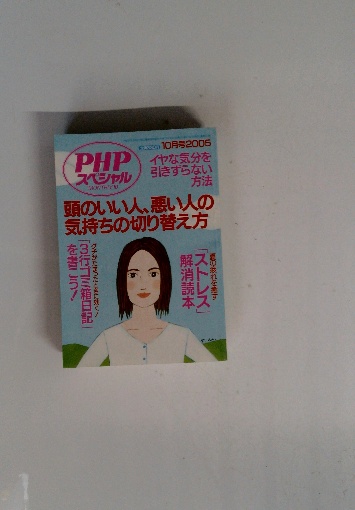 10月号2006
PHP
スペシャル
イヤな気分を
引きずらない
方法
頭のいい人、悪い人の
気持ちの切り替え方
「ストレス」
解消読本
「3行ゴミ箱日記」
を書こう!